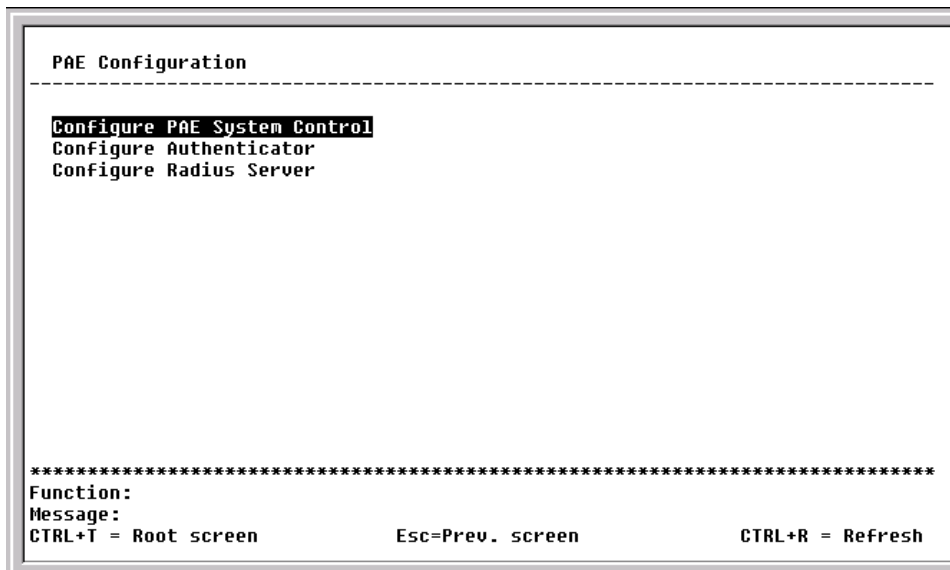 PAE Configuration
Configure PAE System Control
Configure Authenticator
Configure Radius Server
*******************************************************************************
Function:
Message:
CTRL+T = Root screen Esc=Prev. screen CTRL+R = Refresh